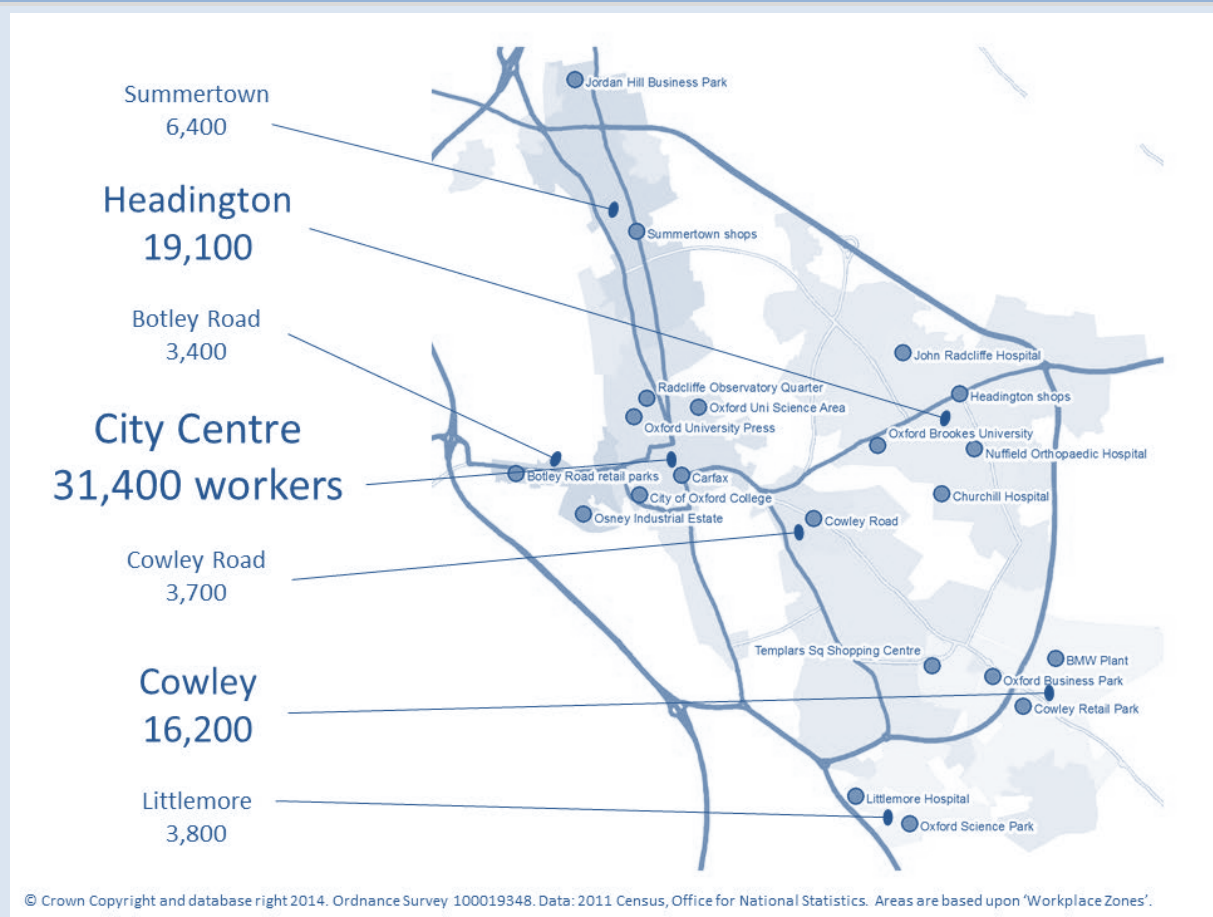 Summertown
6,400
Headington
19,100
Botley Road
3,400
City Centre
31,400 workers
Cowley Road
3,700
Cowley
16,200
Littlemore
3,800
Jordan Hill Business Park
Summertown shops
John Radcliffe Hospital
Radcliffe Observatory Quarter
Headington shops
Oxford Uni Science Area
Oxford University Press
Oxford Brookes University
Nuffield Orthopaedic Hospital
Botley Road retail parks
Carfax
City of Oxford College
Churchill Hospital
Osney Industrial Estate
Cowley Road
Templars Sq Shopping Centre
BMW Plant
Oxford Business Park
Cowley Retail Park
Littlemore Hospital
Oxford Science Park
© Crown Copyright and database right 2014. Ordnance Survey 100019348. Data: 2011 Census, Office for National Statistics. Areas are based upon ‘Workplace Zones’.